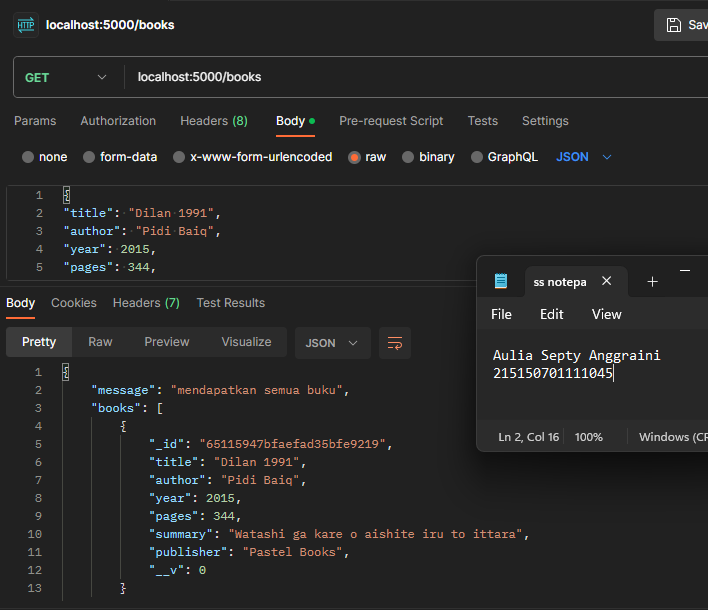 HTTP localhost:5000/books
Sav
GET localhost:5000/books
Params Authorization Headers (8) Body Pre-request Script Tests Settings
none form-data x-www-form-urlencoded raw binary GraphQL JSON
1 {
2 "title": "Dilan 1991",
3 "author": "Pidi Baiq",
4 "year": 2015,
5 "pages": 344,
Body Cookies Headers (7) Test Results
Pretty Raw Preview Visualize JSON
1 {
2 "message": "mendapatkan semua buku",
3 "books": [
4 {
5 "_id": "65115947bfaefad35bfe9219",
6 "title": "Dilan 1991",
7 "author": "Pidi Baiq",
8 "year": 2015,
9 "pages": 344,
10 "summary": "Watashi ga kare o aishite iru to ittara",
11 "publisher": "Pastel Books",
12 "__v": 0
13 }
ss notepa
File Edit View
Aulia Septy Anggraini
215150701111045
Ln 2, Col 16 100% Windows (CR